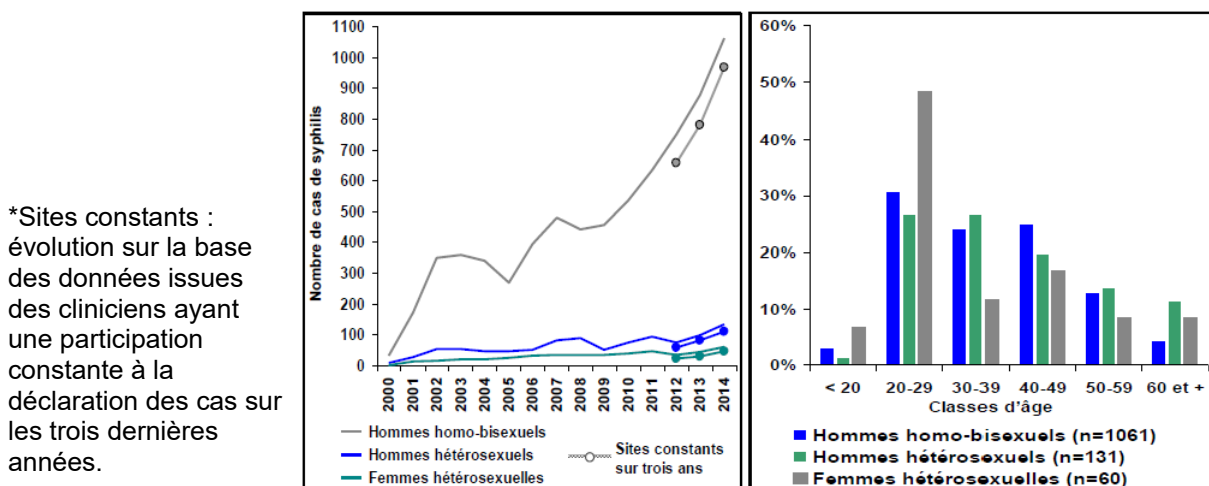 *Sites constants :
évolution sur la base
des données issues
des cliniciens ayant
une participation
constante à la
déclaration des cas sur
les trois dernières
années.
Nombre de cas de syphilis
1100
1000
900
800
700
600
500
400
300
200
100
0
2000 2001 2002 2003 2004 2005 2006 2007 2008 2009 2010 2011 2012 2013 2014
Hommes homo-bisexuels
Hommes hétérosexuels
Femmes hétérosexuelles
Sites constants
sur trois ans
60%
50%
40%
30%
20%
10%
0%
< 20 20-29 30-39 40-49 50-59 60 et +
Classes d'âge
Hommes homo-bisexuels (n=1061)
Hommes hétérosexuels (n=131)
Femmes hétérosexuelles (n=60)